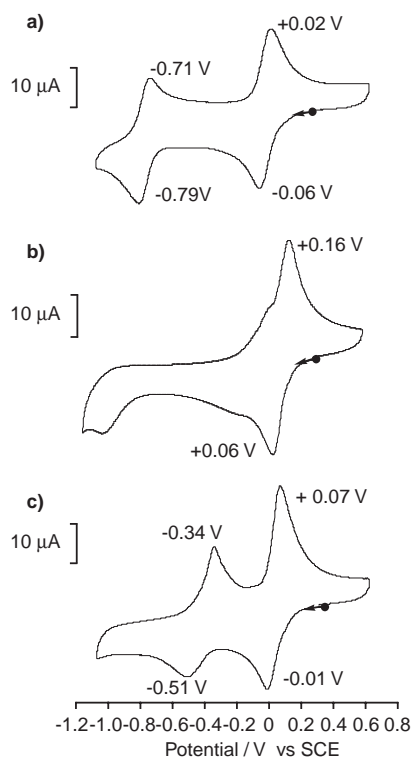 a)
+0.02 V
-0.71 V
10 µA
-0.79V
-0.06 V
b)
+0.16 V
10 µA
+0.06 V
c)
+ 0.07 V
-0.34 V
10 µA
-0.51 V
-0.01 V
-1.2 -1.0 -0.8 -0.6 -0.4 -0.2 0 0.2 0.4 0.6 0.8
Potential / V vs SCE